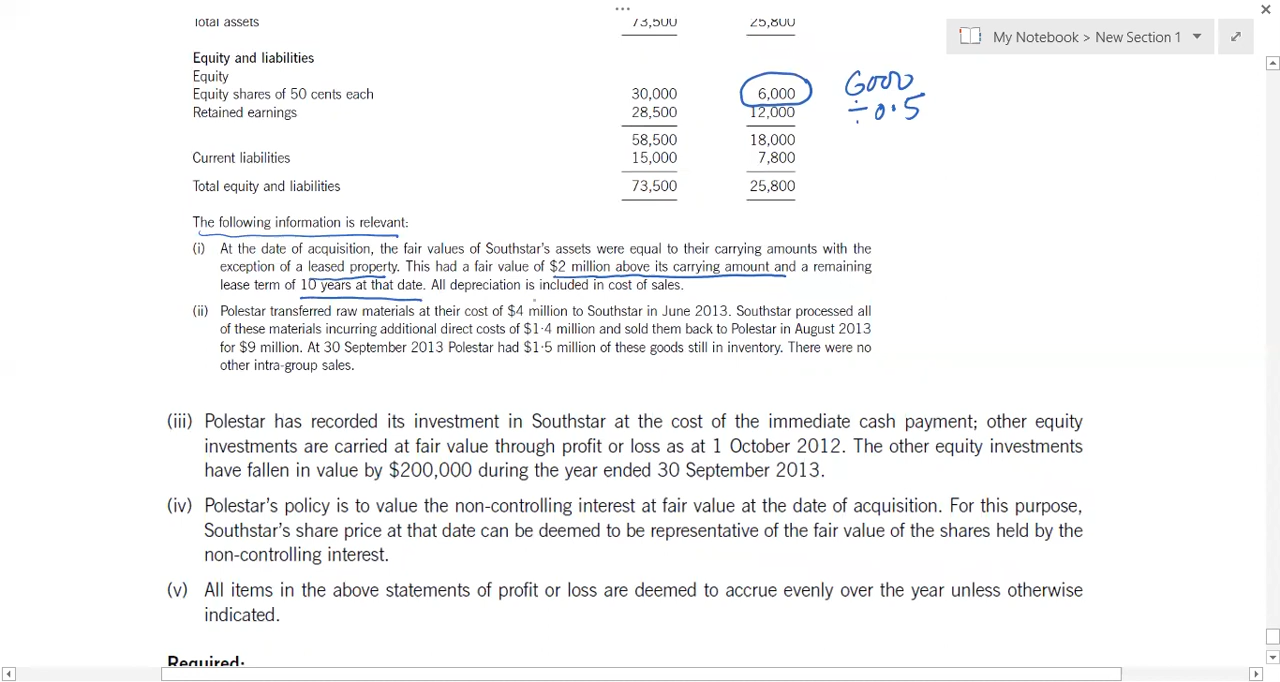 ...
My Notebook > New Section 1
Total assets 73,500 25,800
Equity and liabilities
Equity
Equity shares of 50 cents each 30,000 6,000 6000
Retained earnings 28,500 12,000 ÷ 0.5
58,500 18,000
Current liabilities 15,000 7,800
Total equity and liabilities 73,500 25,800
The following information is relevant:
(i) At the date of acquisition, the fair values of Southstar's assets were equal to their carrying amounts with the
exception of a leased property. This had a fair value of $2 million above its carrying amount and a remaining
lease term of 10 years at that date. All depreciation is included in cost of sales.
(ii) Polestar transferred raw materials at their cost of $4 million to Southstar in June 2013. Southstar processed all
of these materials incurring additional direct costs of $1·4 million and sold them back to Polestar in August 2013
for $9 million. At 30 September 2013 Polestar had $1·5 million of these goods still in inventory. There were no
other intra-group sales.
(iii) Polestar has recorded its investment in Southstar at the cost of the immediate cash payment; other equity
investments are carried at fair value through profit or loss as at 1 October 2012. The other equity investments
have fallen in value by $200,000 during the year ended 30 September 2013.
(iv) Polestar's policy is to value the non-controlling interest at fair value at the date of acquisition. For this purpose,
Southstar's share price at that date can be deemed to be representative of the fair value of the shares held by the
non-controlling interest.
(v) All items in the above statements of profit or loss are deemed to accrue evenly over the year unless otherwise
indicated.
Required: